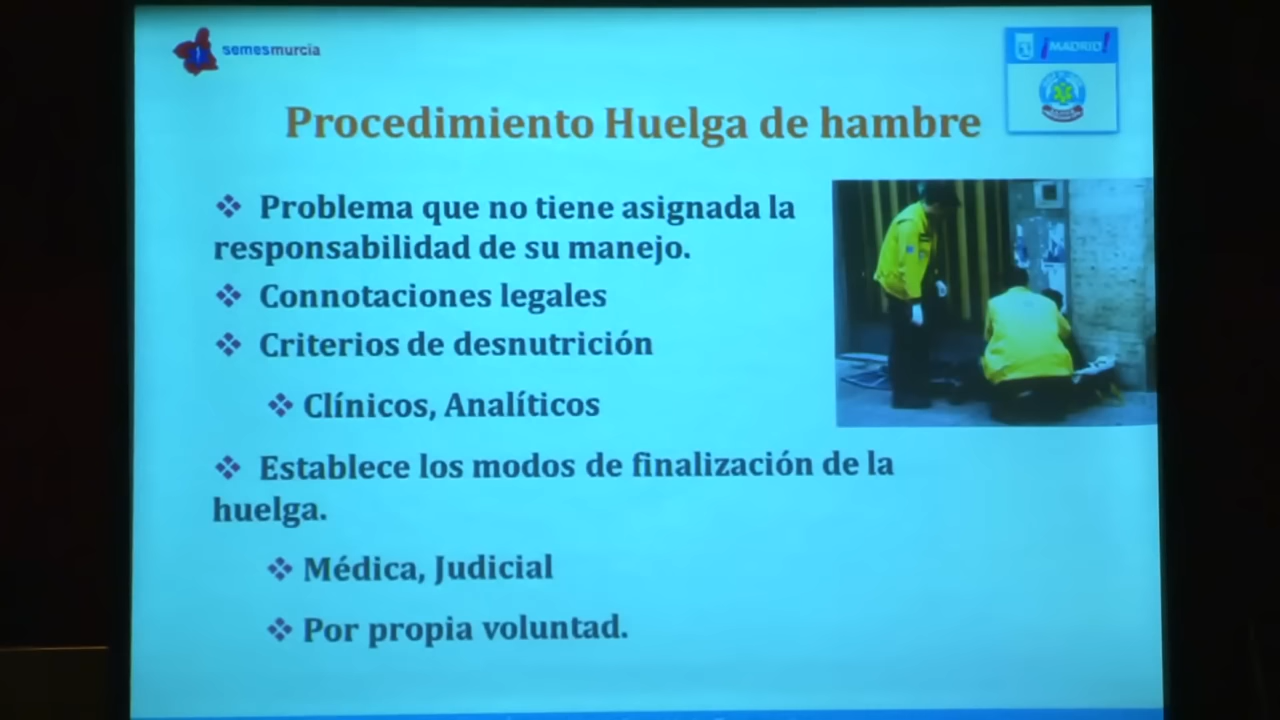 semesmurcia
¡MADRID!
Procedimiento Huelga de hambre
❖ Problema que no tiene asignada la
responsabilidad de su manejo.
❖ Connotaciones legales
❖ Criterios de desnutrición
❖ Clínicos, Analíticos
❖ Establece los modos de finalización de la
huelga.
❖ Médica, Judicial
❖ Por propia voluntad.